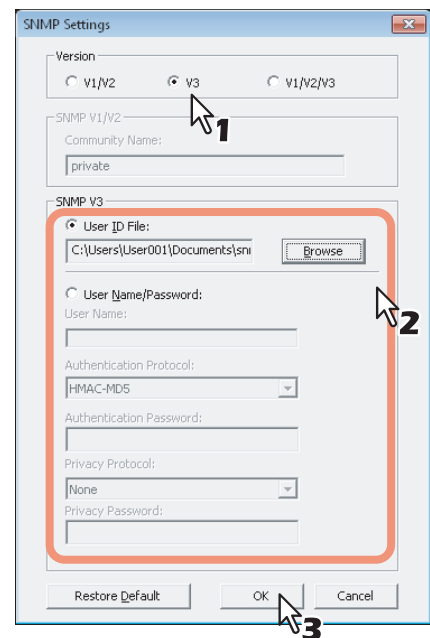 SNMP Settings
Version
V1/V2 V3 V1/V2/V3
1
SNMP V1/V2
Community Name:
private
SNMP V3
User ID File:
C:\Users\User001\Documents\snı Browse
User Name/Password:
2
User Name:
Authentication Protocol:
HMAC-MD5
Authentication Password:
Privacy Protocol:
None
Privacy Password:
Restore Default OK Cancel
3